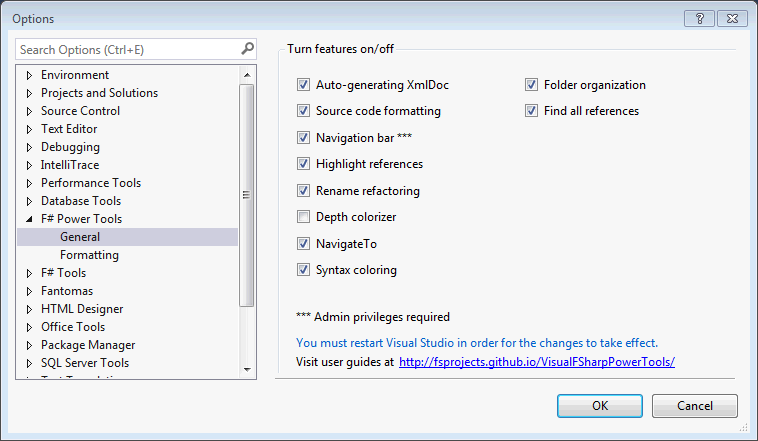 Options
Search Options (Ctrl+E)
Environment
Projects and Solutions
Source Control
Text Editor
Debugging
IntelliTrace
Performance Tools
Database Tools
F# Power Tools
General
Formatting
F# Tools
Fantomas
HTML Designer
Office Tools
Package Manager
SQL Server Tools
Turn features on/off
Auto-generating XmlDoc
Folder organization
Source code formatting
Find all references
Navigation bar ***
Highlight references
Rename refactoring
Depth colorizer
NavigateTo
Syntax coloring
*** Admin privileges required
You must restart Visual Studio in order for the changes to take effect.
Visit user guides at http://fsprojects.github.io/VisualFSharpPowerTools/
OK
Cancel